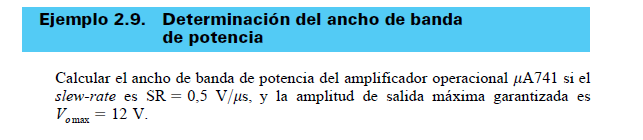 Ejemplo 2.9. Determinación del ancho de banda
de potencia
Calcular el ancho de banda de potencia del amplificador operacional μA741 si el
slew-rate es SR = 0,5 V/μs, y la amplitud de salida máxima garantizada es
Vo max = 12 V.